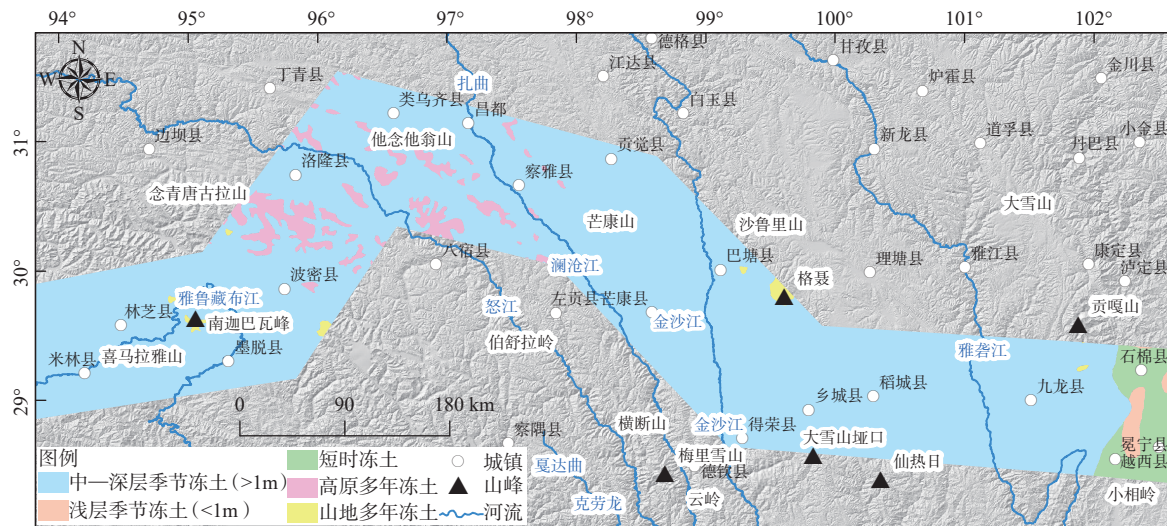 94° 95° 96° 97° 98° 99° 100° 101° 102°
N
W E
S
31°
30°
29°
德格县
甘孜县
丁青县
扎曲
江达县
炉霍县
金川县
类乌齐县
昌都
白玉县
边坝县
他念他翁山
新龙县
道孚县
小金县
丹巴县
洛隆县
贡觉县
察雅县
念青唐古拉山
大雪山
芒康山
沙鲁里山
八宿县
澜沧江
巴塘县
理塘县
雅江县
康定县
泸定县
波密县
格聂
雅鲁藏布江
林芝县
南迦巴瓦峰
怒江
左贡县
芒康县
金沙江
贡嘎山
伯舒拉岭
米林县
喜马拉雅山
墨脱县
雅砻江
石棉县
0 90 180 km
乡城县
稻城县
九龙县
察隅县
横断山
金沙江
得荣县
大雪山垭口
冕宁县
越西县
戛达曲
梅里雪山
德钦县
仙热日
克劳龙
云岭
小相岭
图例
中—深层季节冻土(>1m)
浅层季节冻土(<1m)
短时冻土
高原多年冻土
山地多年冻土
城镇
山峰
河流